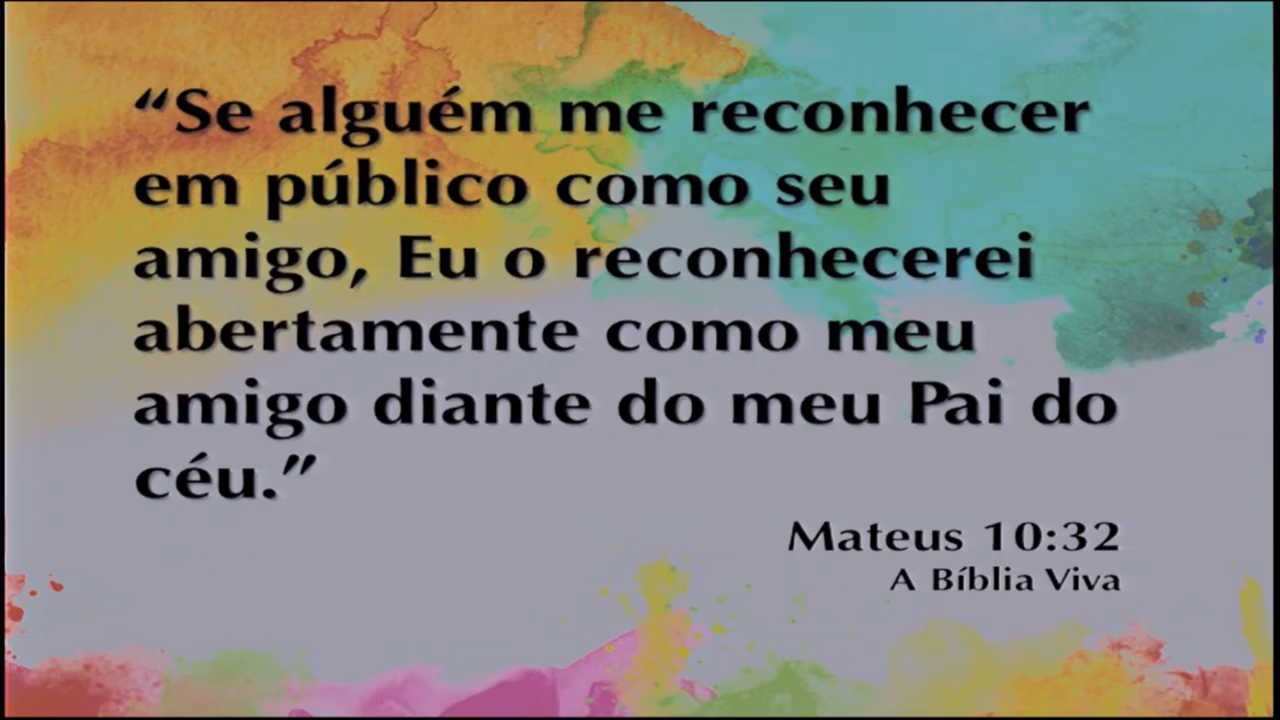 “Se alguém me reconhecer
em público como seu
amigo, Eu o reconhecerei
abertamente como meu
amigo diante do meu Pai do
céu.”
Mateus 10:32
A Bíblia Viva